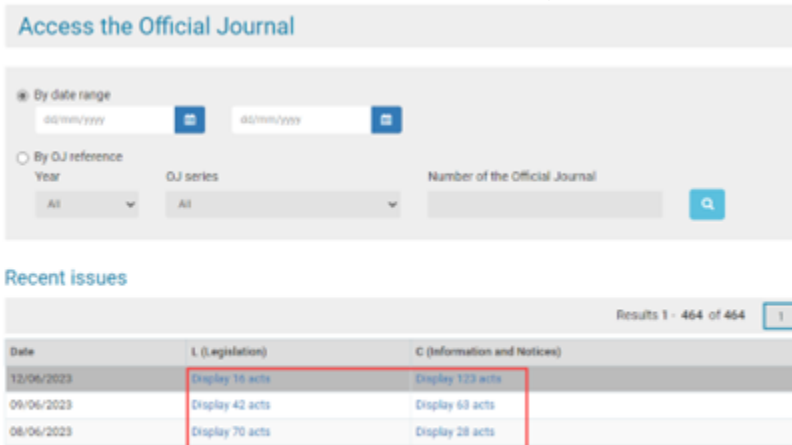 Access the Official Journal
By date range
dd/mm/yyyy dd/mm/yyyy
By OJ reference
Year OJ series Number of the Official Journal
All All
Recent issues
Results 1 - 464 of 464 1
Date L (Legislation) C (Information and Notices)
12/06/2023 Display 16 acts Display 123 acts
09/06/2023 Display 42 acts Display 63 acts
08/06/2023 Display 70 acts Display 28 acts